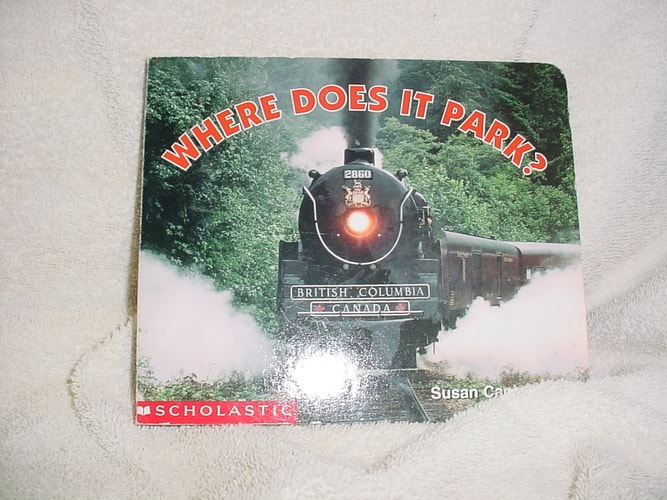 WHERE DOES IT PARK?
2860
BRITISH COLUMBIA
CANADA
Susan
SCHOLASTIC